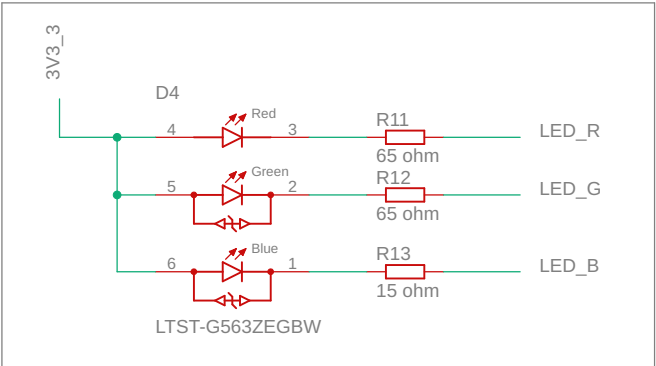 3V3_3
D4
Red
4
3
R11
65 ohm
LED_R
Green
5
2
R12
65 ohm
LED_G
Blue
6
1
R13
15 ohm
LED_B
LTST-G563ZEGBW